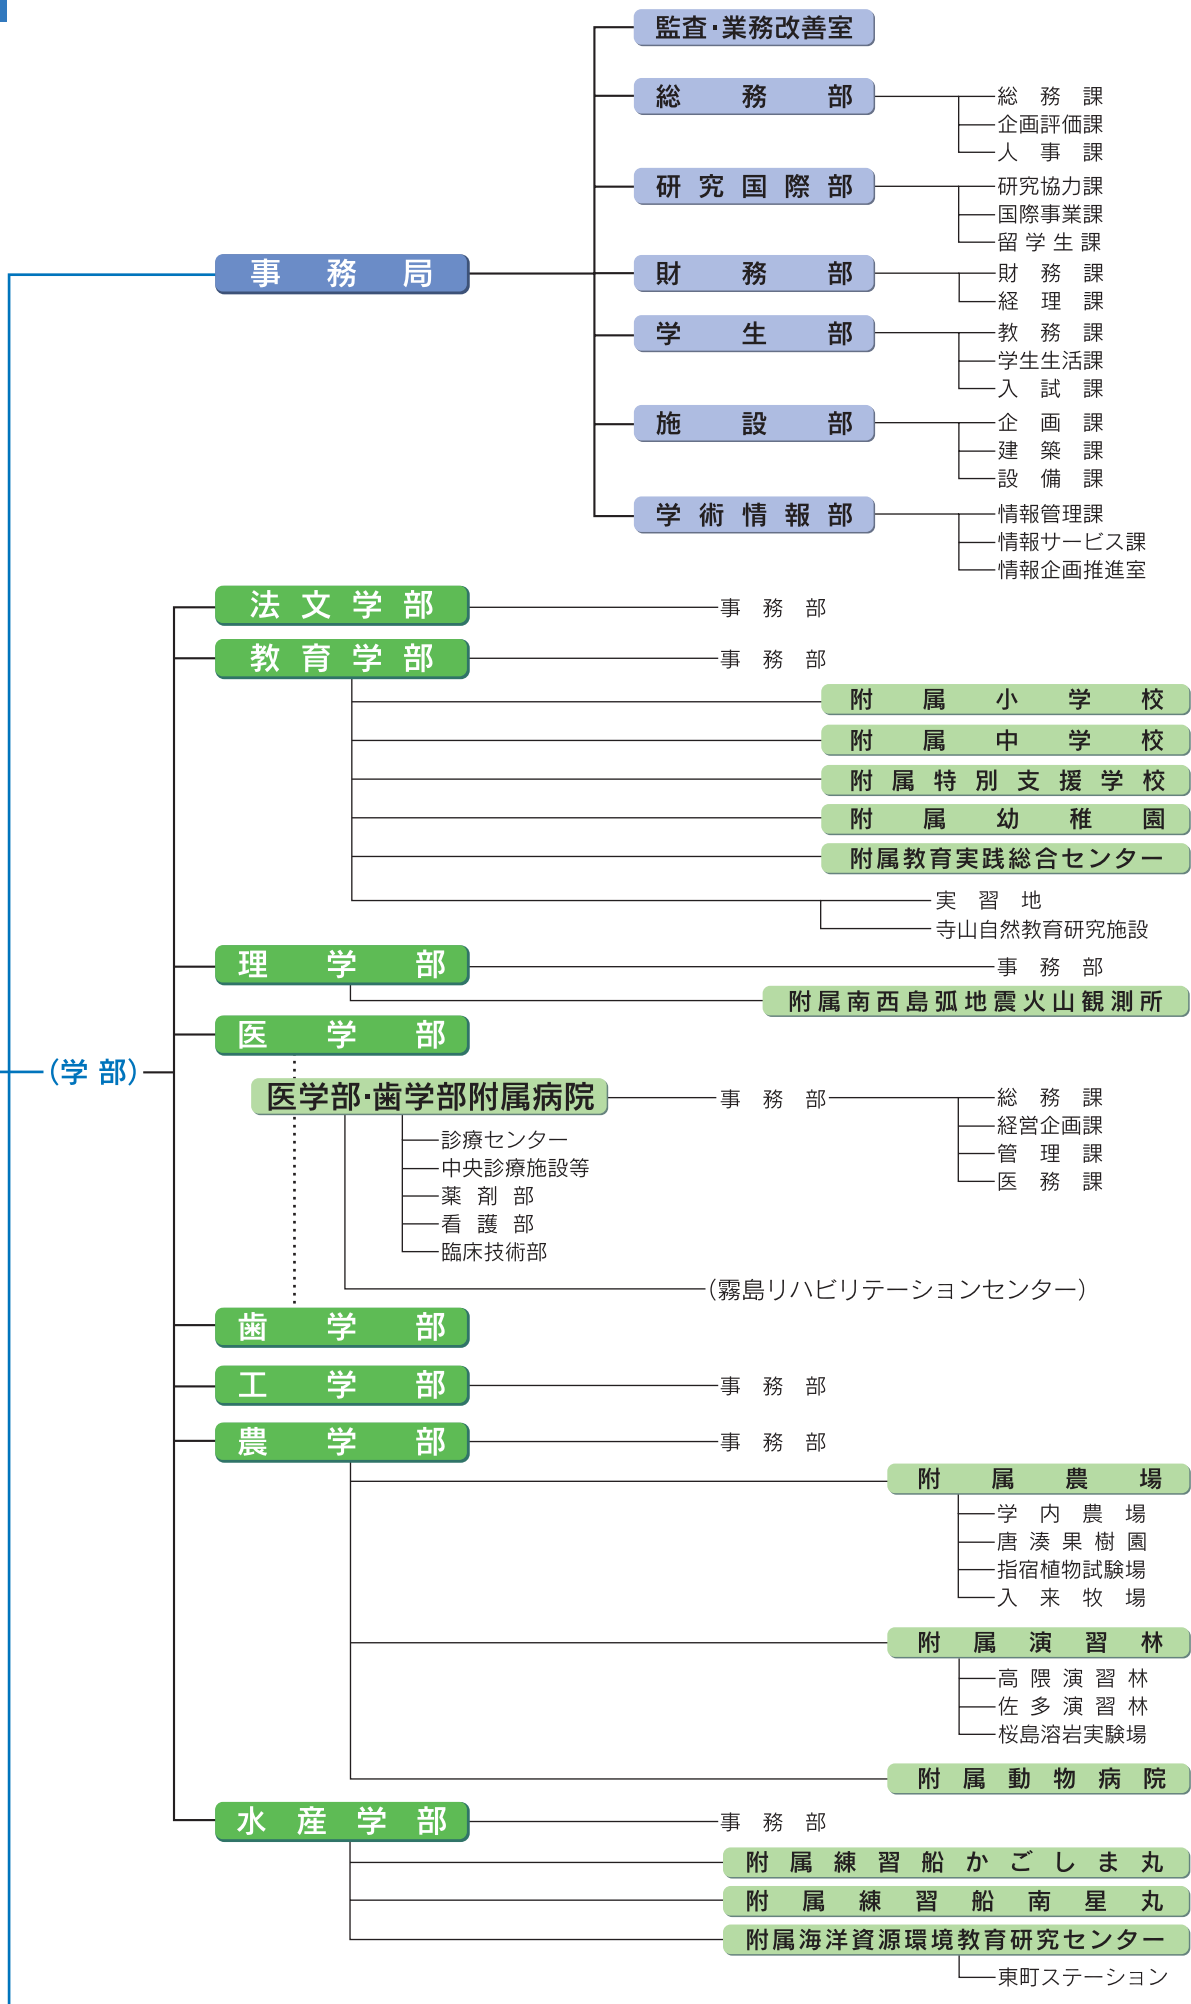 監査･業務改善室
総務部
総務課
企画評価課
人事課
研究国際部
研究協力課
国際事業課
留学生課
事務局
財務部
財務課
経理課
学生部
教務課
学生生活課
入試課
施設部
企画課
建築課
設備課
学術情報部
情報管理課
情報サービス課
情報企画推進室
法文学部
事務部
教育学部
事務部
附属小学校
附属中学校
附属特別支援学校
附属幼稚園
附属教育実践総合センター
実習地
寺山自然教育研究施設
理学部
事務部
附属南西島弧地震火山観測所
医学部
(学部)
医学部･歯学部附属病院
事務部
総務課
経営企画課
管理課
医務課
診療センター
中央診療施設等
薬剤部
看護部
臨床技術部
(霧島リハビリテーションセンター)
歯学部
工学部
事務部
農学部
事務部
附属農場
学内農場
唐湊果樹園
指宿植物試験場
入来牧場
附属演習林
高隈演習林
佐多演習林
桜島溶岩実験場
附属動物病院
水産学部
事務部
附属練習船かごしま丸
附属練習船南星丸
附属海洋資源環境教育研究センター
東町ステーション